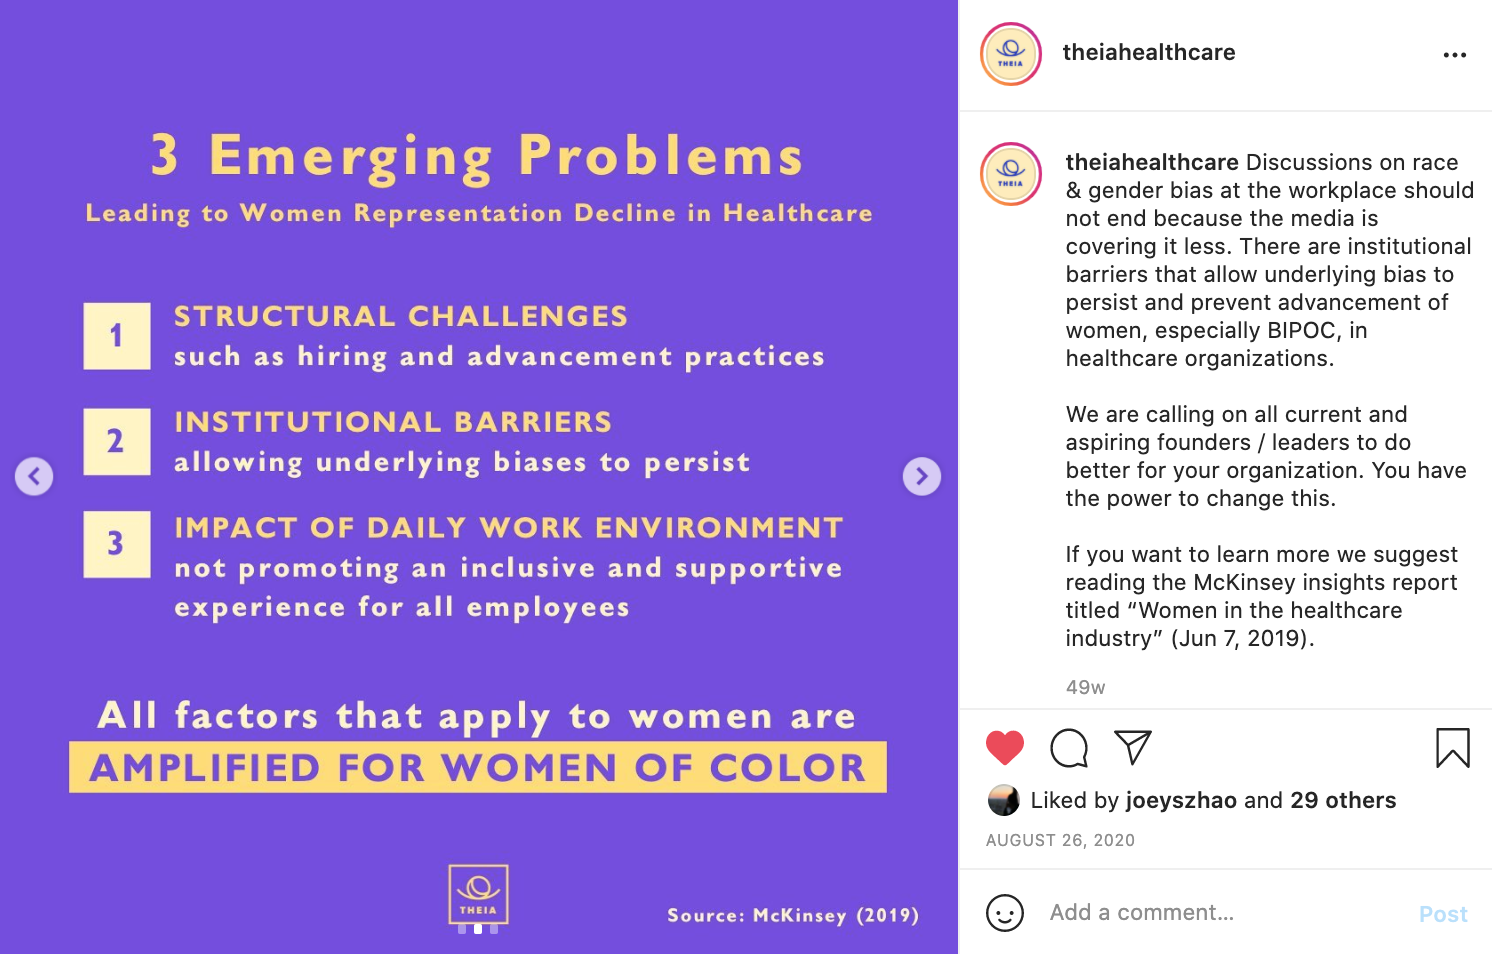 3 Emerging Problems
Leading to Women Representation Decline in Healthcare
1
STRUCTURAL CHALLENGES
such as hiring and advancement practices
2
INSTITUTIONAL BARRIERS
allowing underlying biases to persist
3
IMPACT OF DAILY WORK ENVIRONMENT
not promoting an inclusive and supportive
experience for all employees
All factors that apply to women are
AMPLIFIED FOR WOMEN OF COLOR
THEIA
Source: McKinsey (2019)
THEIA
theiahealthcare
THEIA
theiahealthcare Discussions on race
& gender bias at the workplace should
not end because the media is
covering it less. There are institutional
barriers that allow underlying bias to
persist and prevent advancement of
women, especially BIPOC, in
healthcare organizations.
We are calling on all current and
aspiring founders / leaders to do
better for your organization. You have
the power to change this.
If you want to learn more we suggest
reading the McKinsey insights report
titled “Women in the healthcare
industry” (Jun 7, 2019).
49w
Liked by joeyszhao and 29 others
AUGUST 26, 2020
Add a comment...
Post